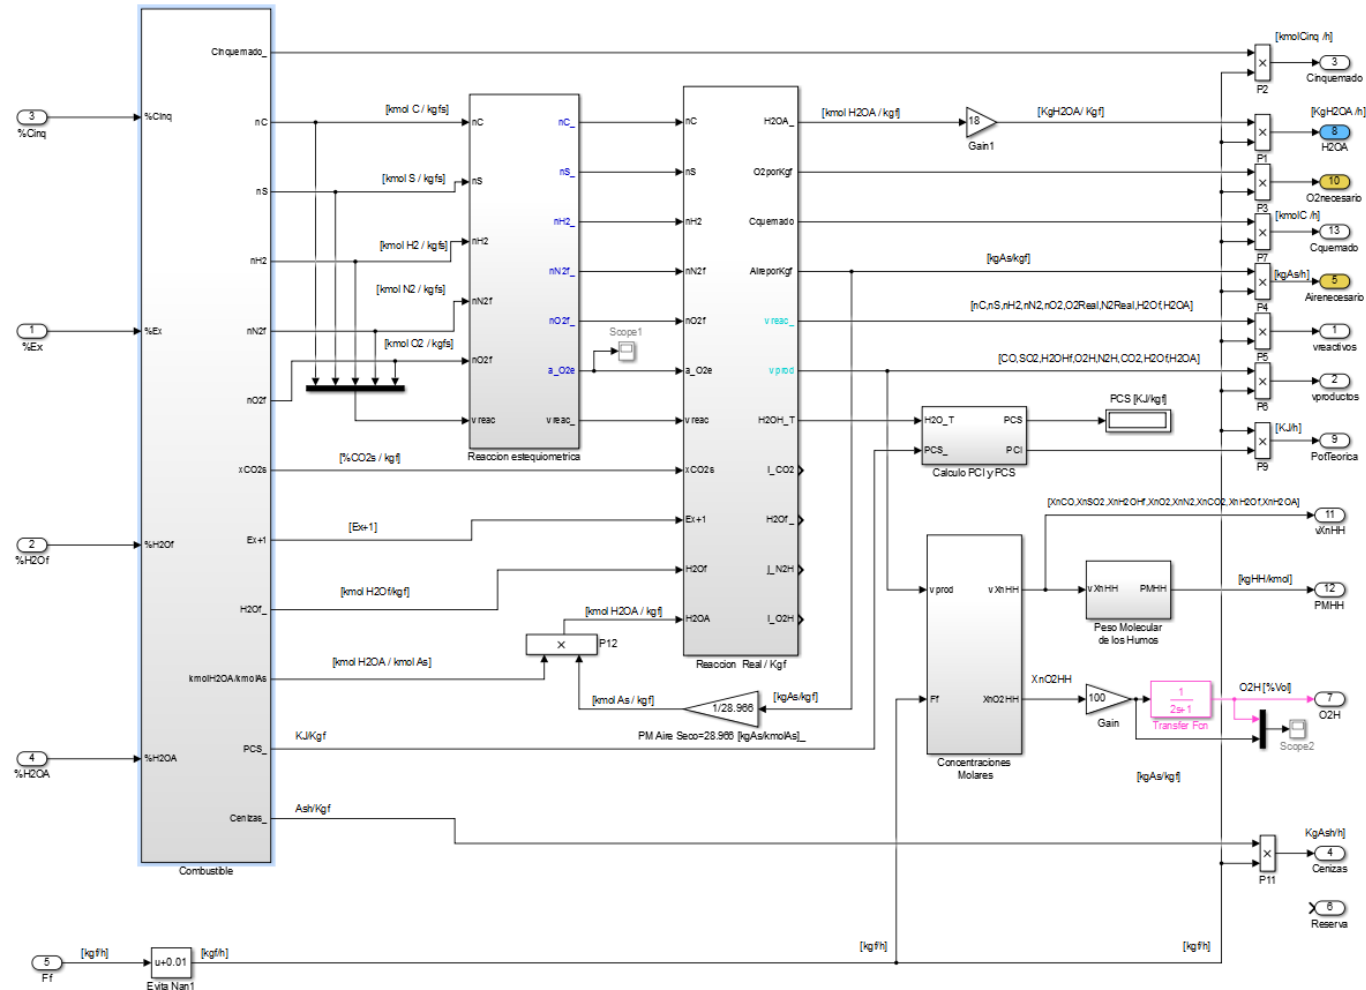 Cinquemado_
[kmolCinq /h]
×
3
P2
Cinquemado
3
%Cinq
%Cinq
nC
[kmol C / kgfs]
nC
nC_
nC
H2OA_
[kmol H2OA / kgf]
18
Gain1
[KgH2OA/ Kgf]
[KgH2OA /h]
×
8
P1
H2OA
nS
[kmol S / kgfs]
nS
nS_
nS
O2porKgf
×
10
P3
O2necesario
nH2
[kmol H2 / kgfs]
nH2
nH2_
nH2
Cquemado
[kmolC /h]
×
13
P7
Cquemado
nN2f
[kmol N2 / kgfs]
nN2f
nN2f_
nN2f
AireporKgf
[kgAs/kgf]
[kgAs/h]
×
5
P4
Airenecesario
1
%Ex
%Ex
nO2f
[kmol O2 / kgfs]
nO2f
nO2f_
nO2f
Scope1
v reac_
[nC,nS,nH2,nN2,nO2,O2Real,N2Real,H2Of,H2OA]
×
1
P5
vreactivos
a_O2e
a_O2e
v prod
[CO,SO2,H2OHf,O2H,N2H,CO2,H2Of,H2OA]
×
2
P6
vproductos
v reac
v reac_
v reac
H2OH_T
PCS [KJ/kgf]
H2O_T
PCS
PCS_
PCI
Calculo PCI y PCS
[KJ/h]
×
9
P9
PotTeorica
Reaccion estequiometrica
xCO2s
[%CO2s / kgf]
xCO2s
I_CO2
Ex+1
[Ex+1]
Ex+1
H2Of_
[XnCO,XnSO2,XnH2OHf,XnO2,XnN2,XnCO2,XnH2Of,XnH2OA]
11
vXnHH
2
%H2Of
%H2Of
H2Of_
[kmol H2Of/kgf]
H2Of
I_N2H
v prod
v XnHH
v XnHH
PMHH
[kgHH/kmol]
12
PMHH
Peso Molecular
de los Humos
[kmol H2OA / kgf]
H2OA
I_O2H
×
P12
Reaccion Real / Kgf
kmolH2OA/kmolAs
[kmol H2OA / kmol As]
[kmol As / kgf]
1/28.966
[kgAs/kgf]
PM Aire Seco=28.966 [kgAs/kmolAs]_
Ff
XnO2HH
XnO2HH
100
Gain
1
2s+1
Transfer Fcn
O2H [%Vol]
7
O2H
Scope2
Concentraciones
Molares
[kgAs/kgf]
4
%H2OA
%H2OA
PCS_
KJ/Kgf
Cenizas_
Ash/Kgf
KgAsh/h]
×
4
P11
Cenizas
Combustible
6
Reserva
5
Ff
[kgf/h]
u+0.01
Evita Nan1
[kgf/h]
[kgf/h]
[kgf/h]